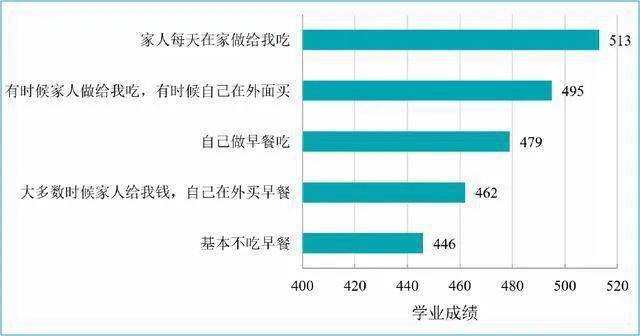 家人每天在家做给我吃
513
有时候家人做给我吃，有时候自己在外面买
495
自己做早餐吃
479
大多数时候家人给我钱，自己在外买早餐
462
基本不吃早餐
446
400 420 440 460 480 500 520
学业成绩